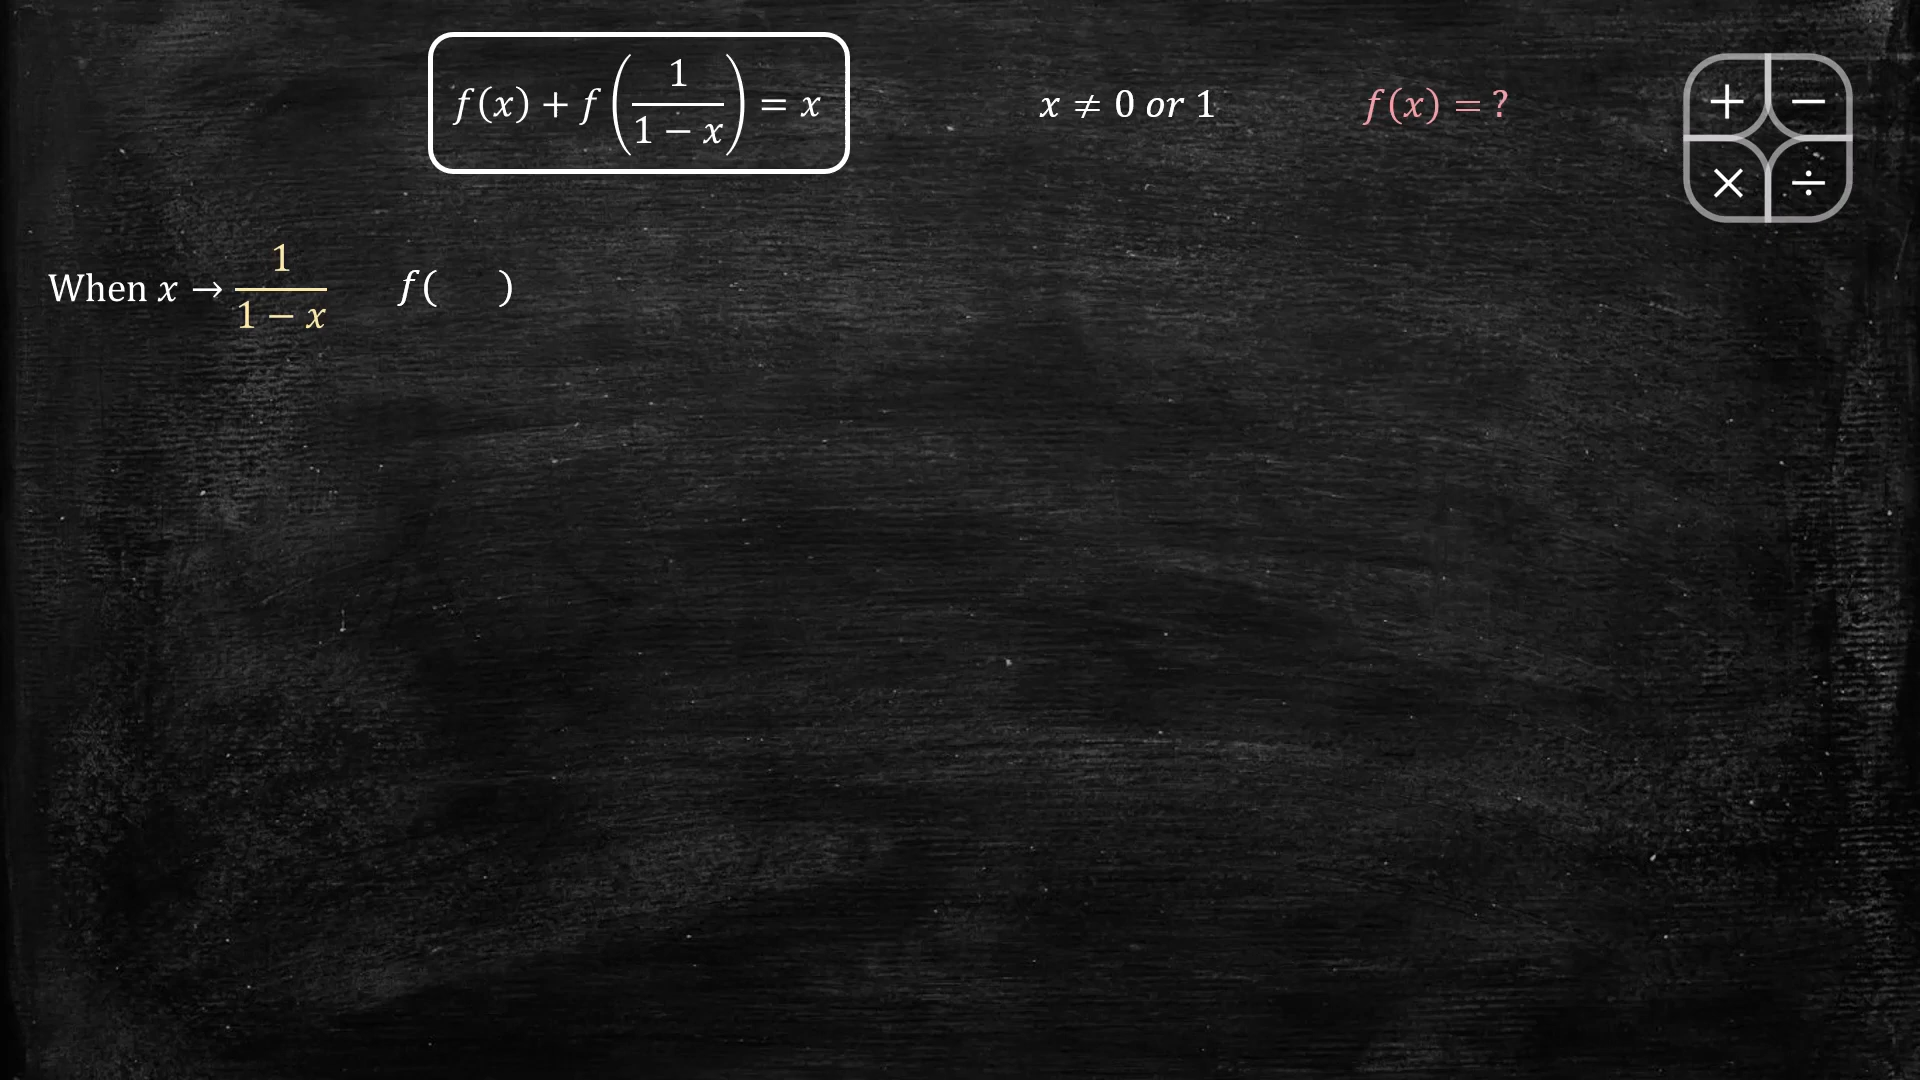 f(x) + f(1/(1 − x)) = x    x ≠ 0 or 1    f(x) = ?
+ −
× ÷
When x → 1/(1 − x)    f(    )